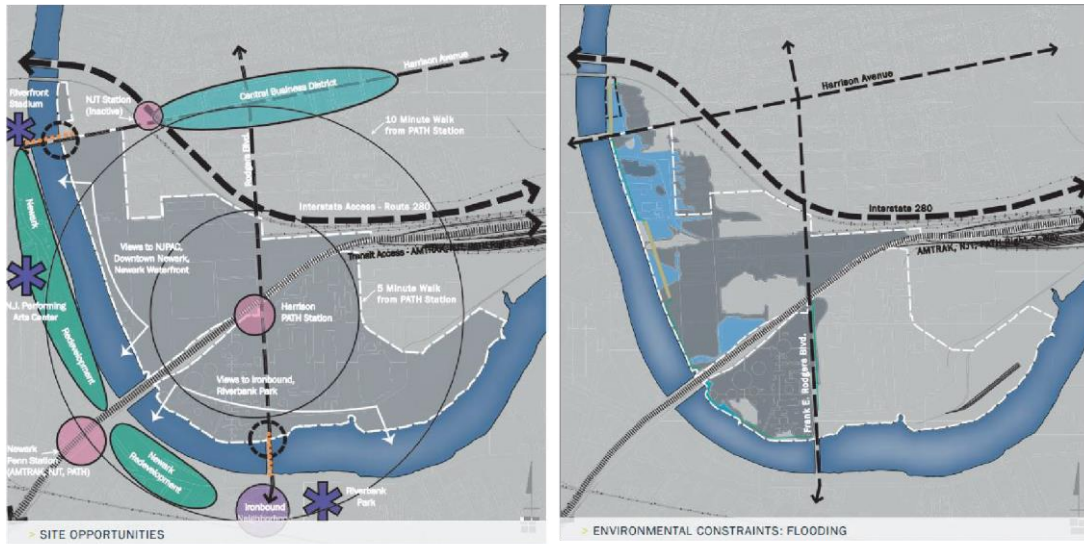 Harrison Avenue
Central Business District
Riverfront
Stadium
NJT Station
(Inactive)
10 Minute Walk
from PATH Station
Rodgers Blvd.
Interstate Access - Route 280
Transit Access - AMTRAK
Newark
Views to NJPAC,
Downtown Newark,
Newark Waterfront
5 Minute Walk
from PATH Station
N.J. Performing
Arts Center
Harrison
PATH Station
Redevelopment
Views to Ironbound,
Riverbank Park
Newark
Penn Station
(AMTRAK, NJT, PATH)
Newark
Redevelopment
Riverbank
Park
Ironbound
> SITE OPPORTUNITIES
Harrison Avenue
Interstate 280
AMTRAK, NJT, PATH
Frank E. Rodgers Blvd.
> ENVIRONMENTAL CONSTRAINTS: FLOODING